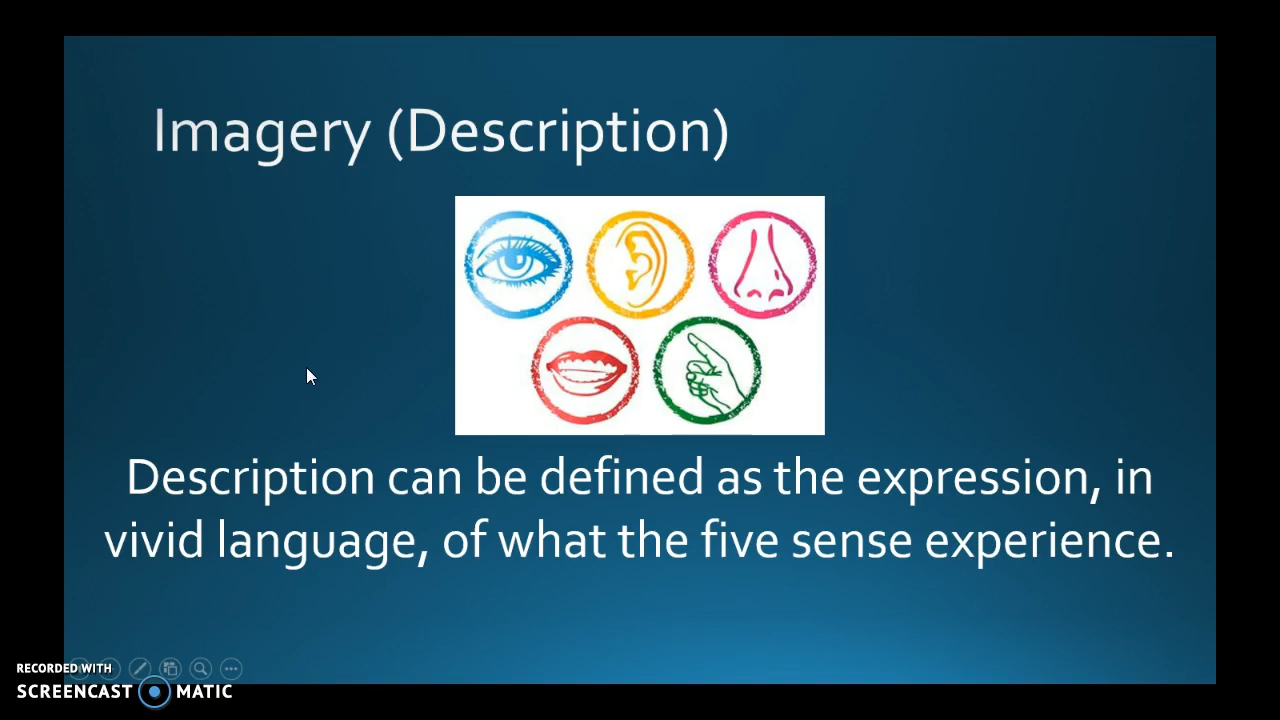 Imagery (Description)
Description can be defined as the expression, in
vivid language, of what the five sense experience.
RECORDED WITH
SCREENCAST MATIC